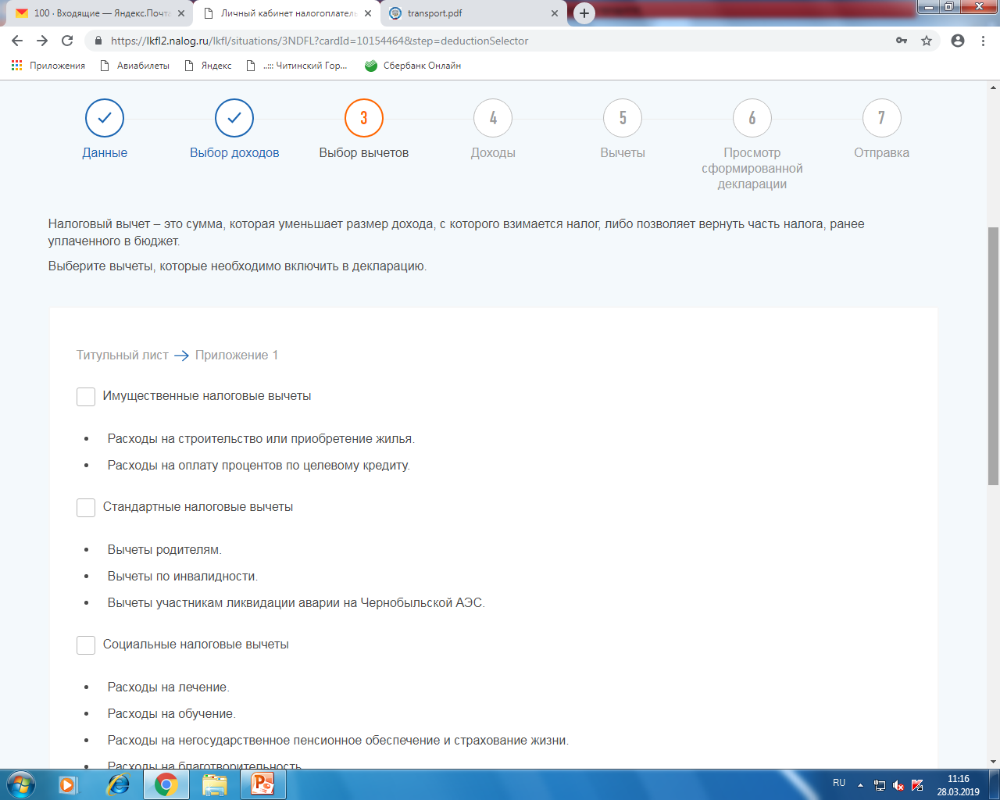 100 · Входящие — Яндекс.Почта
Личный кабинет налогоплатель
transport.pdf
https://lkfl2.nalog.ru/lkfl/situations/3NDFL?cardId=10154464&step=deductionSelector
Приложения
Авиабилеты
Яндекс
..::: Читинский Гор...
Сбербанк Онлайн
3
4
5
6
7
Данные
Выбор доходов
Выбор вычетов
Доходы
Вычеты
Просмотр
сформированной
декларации
Отправка
Налоговый вычет – это сумма, которая уменьшает размер дохода, с которого взимается налог, либо позволяет вернуть часть налога, ранее
уплаченного в бюджет.
Выберите вычеты, которые необходимо включить в декларацию.
Титульный лист → Приложение 1
Имущественные налоговые вычеты
• Расходы на строительство или приобретение жилья.
• Расходы на оплату процентов по целевому кредиту.
Стандартные налоговые вычеты
• Вычеты родителям.
• Вычеты по инвалидности.
• Вычеты участникам ликвидации аварии на Чернобыльской АЭС.
Социальные налоговые вычеты
• Расходы на лечение.
• Расходы на обучение.
• Расходы на негосударственное пенсионное обеспечение и страхование жизни.
• Расходы на благотворительность
RU
11:16
28.03.2019